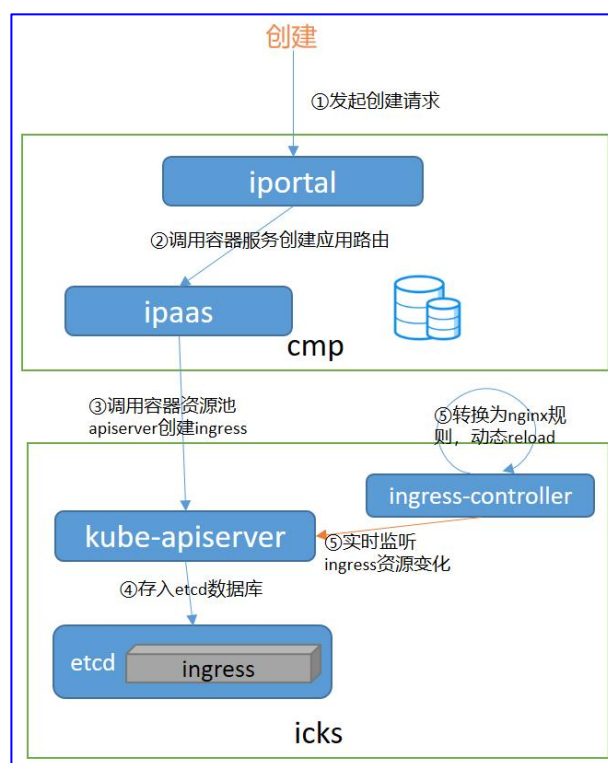 创建
①发起创建请求
iportal
②调用容器服务创建应用路由
ipaas
cmp
③调用容器资源池
apiserver创建ingress
⑤转换为nginx规
则，动态reload
ingress-controller
kube-apiserver
⑤实时监听
ingress资源变化
④存入etcd数据库
etcd
ingress
icks